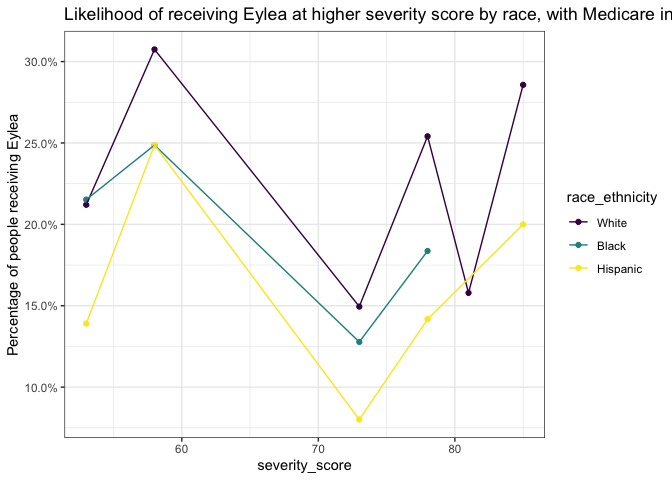 Likelihood of receiving Eylea at higher severity score by race, with Medicare in
Percentage of people receiving Eylea
30.0%
25.0%
20.0%
15.0%
10.0%
60 70 80
severity_score
race_ethnicity
White
Black
Hispanic